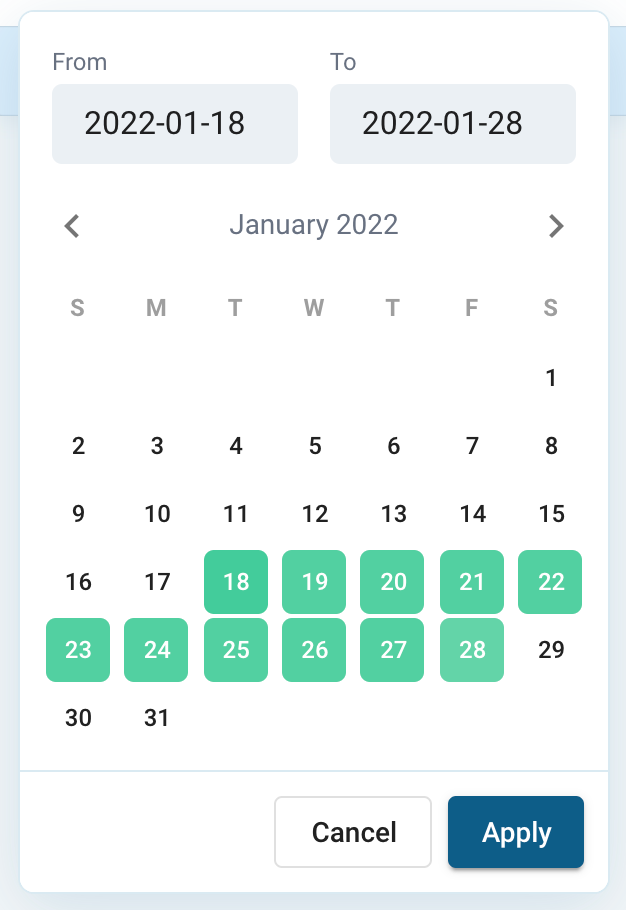 From To
2022-01-18 2022-01-28
January 2022
S M T W T F S
1
2 3 4 5 6 7 8
9 10 11 12 13 14 15
16 17 18 19 20 21 22
23 24 25 26 27 28 29
30 31
Cancel Apply